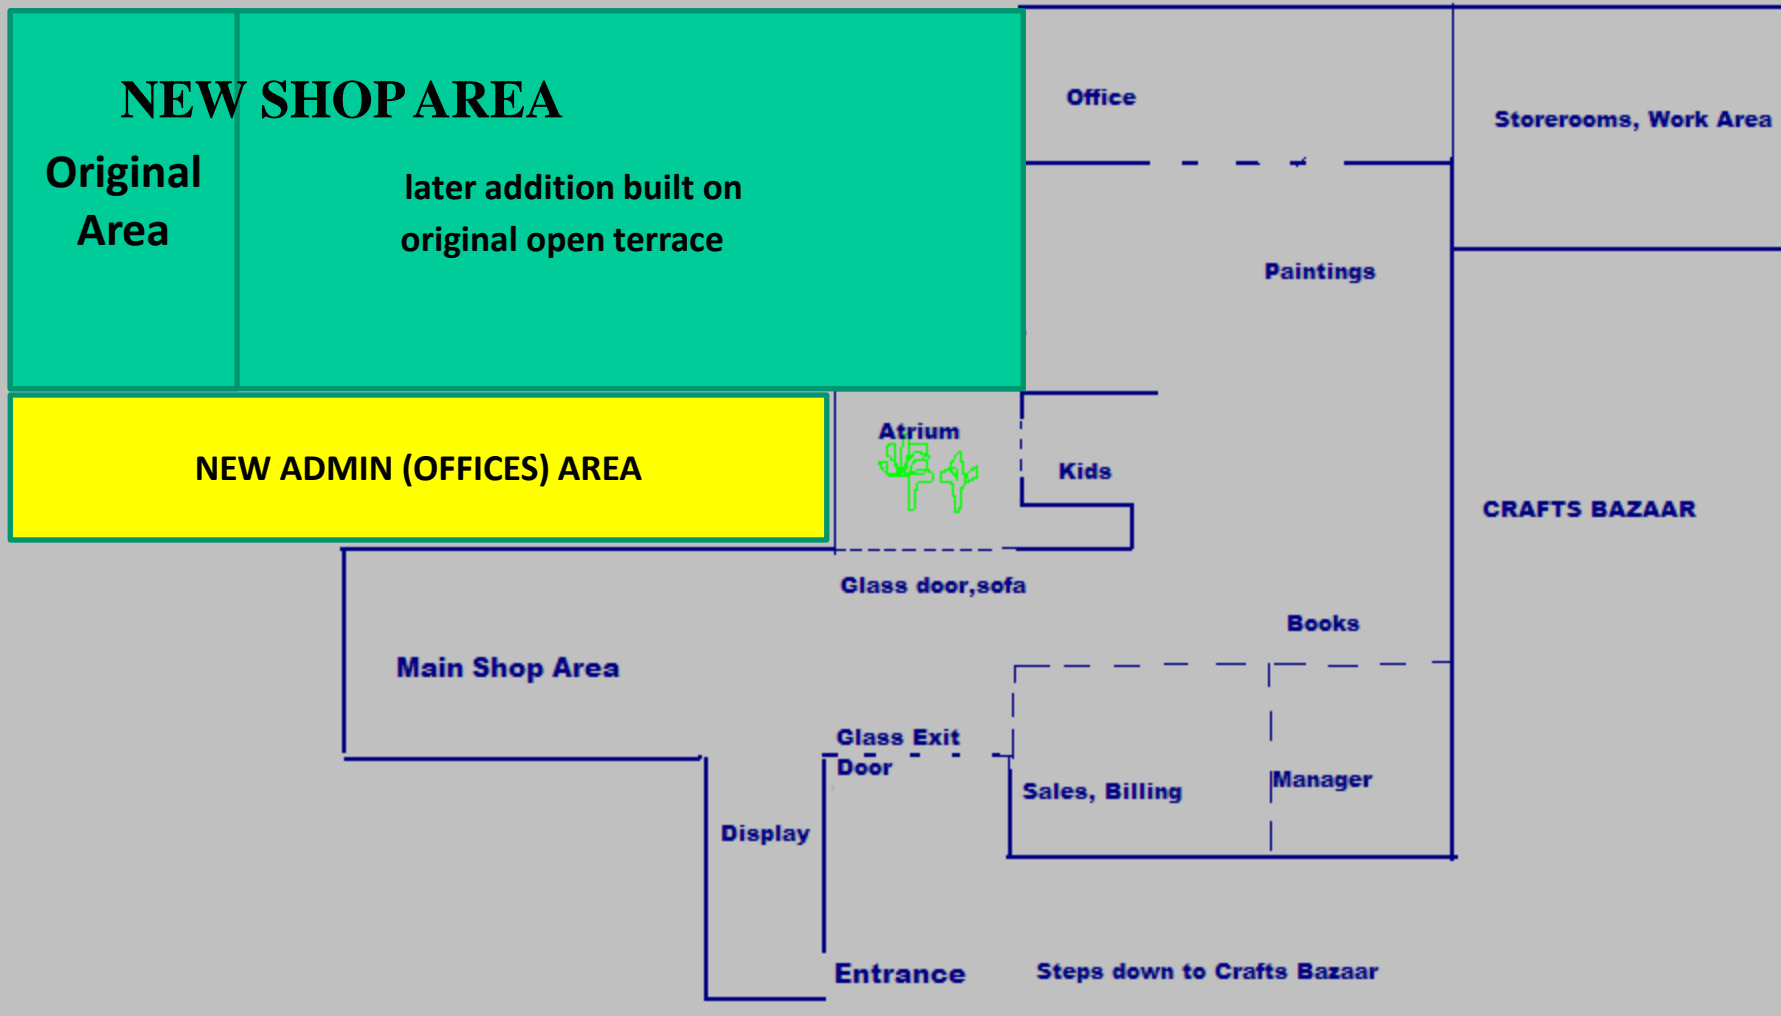 NEW SHOP AREA
Original
Area
later addition built on
original open terrace
Office
Storerooms, Work Area
Paintings
NEW ADMIN (OFFICES) AREA
Atrium
Kids
CRAFTS BAZAAR
Glass door,sofa
Books
Main Shop Area
Glass Exit
Door
Sales, Billing
Manager
Display
Entrance
Steps down to Crafts Bazaar